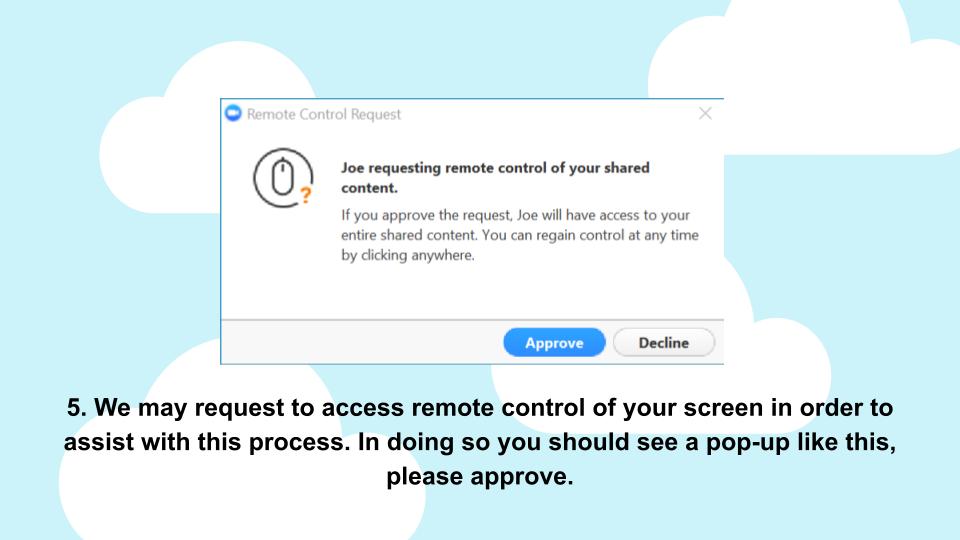 Remote Control Request
Joe requesting remote control of your shared
content.
If you approve the request, Joe will have access to your
entire shared content. You can regain control at any time
by clicking anywhere.
Approve
Decline
5. We may request to access remote control of your screen in order to
assist with this process. In doing so you should see a pop-up like this,
please approve.